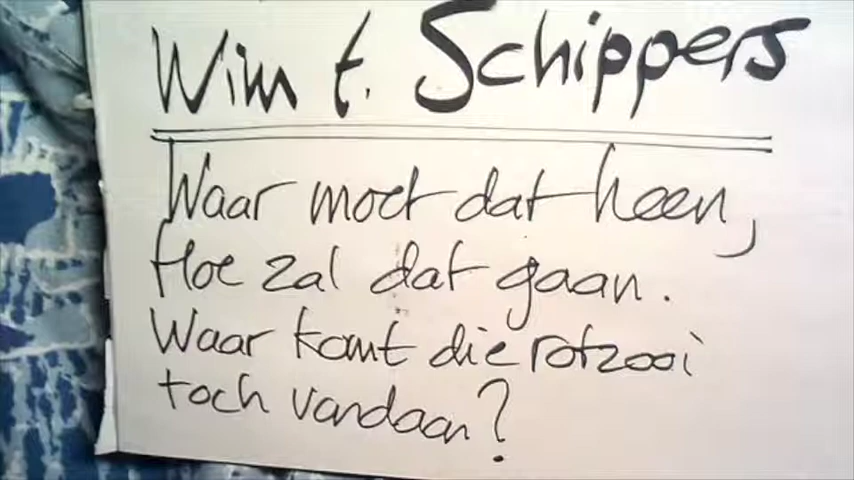 Wim t. Schippers
Waar moet dat heen,
Hoe zal dat gaan.
Waar komt die rotzooi
toch vandaan?